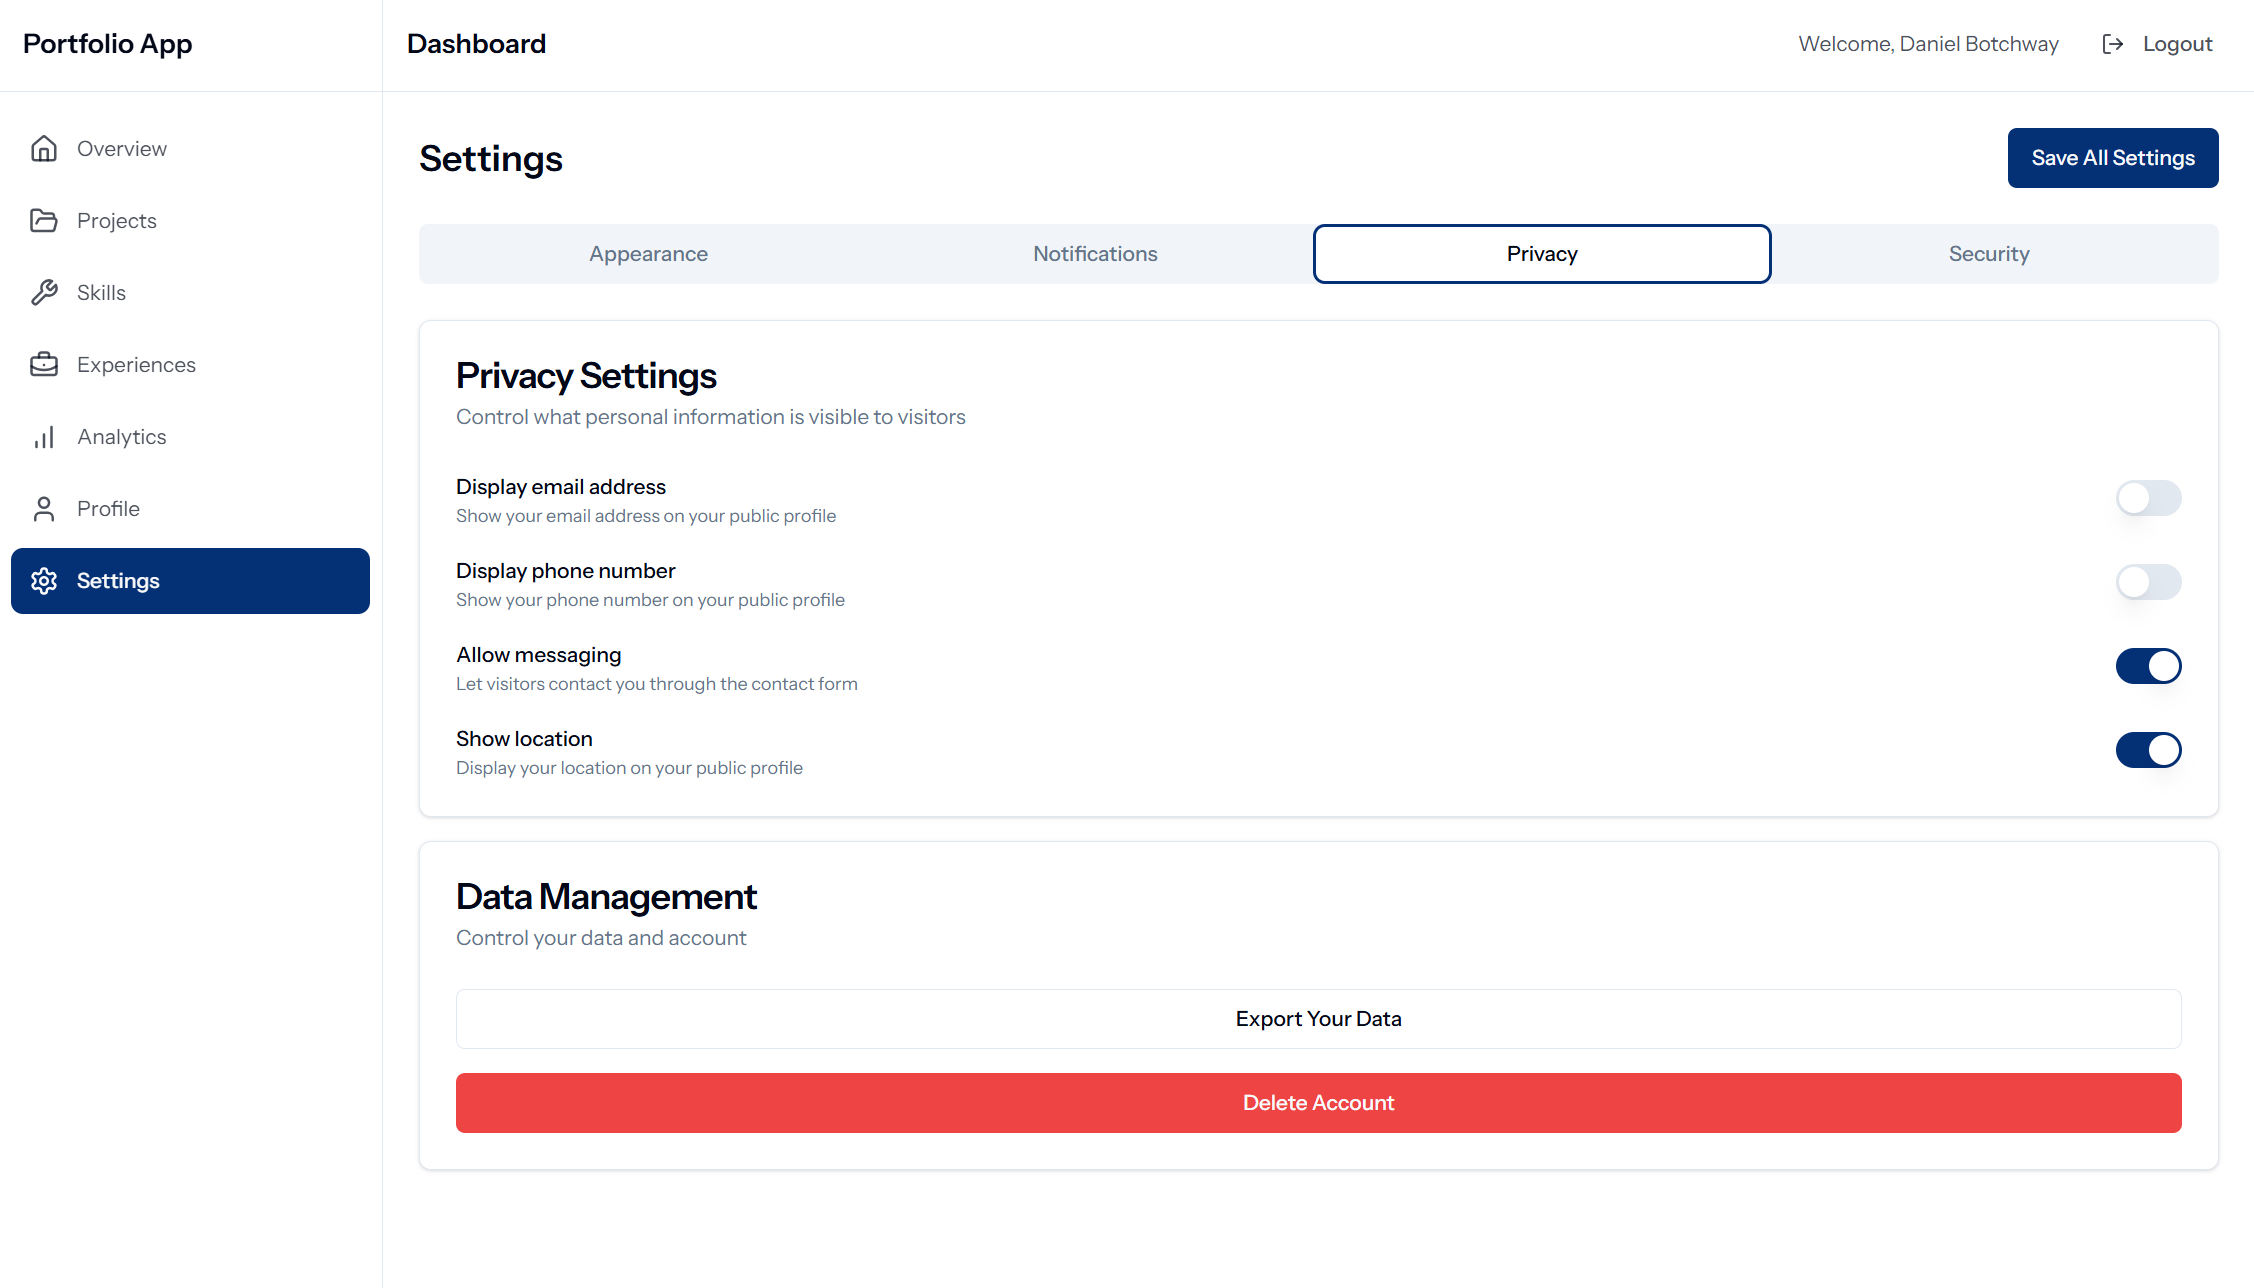 Portfolio App
Dashboard
Welcome, Daniel Botchway
Logout
Overview
Projects
Skills
Experiences
Analytics
Profile
Settings
Settings
Save All Settings
Appearance
Notifications
Privacy
Security
Privacy Settings
Control what personal information is visible to visitors
Display email address
Show your email address on your public profile
Display phone number
Show your phone number on your public profile
Allow messaging
Let visitors contact you through the contact form
Show location
Display your location on your public profile
Data Management
Control your data and account
Export Your Data
Delete Account